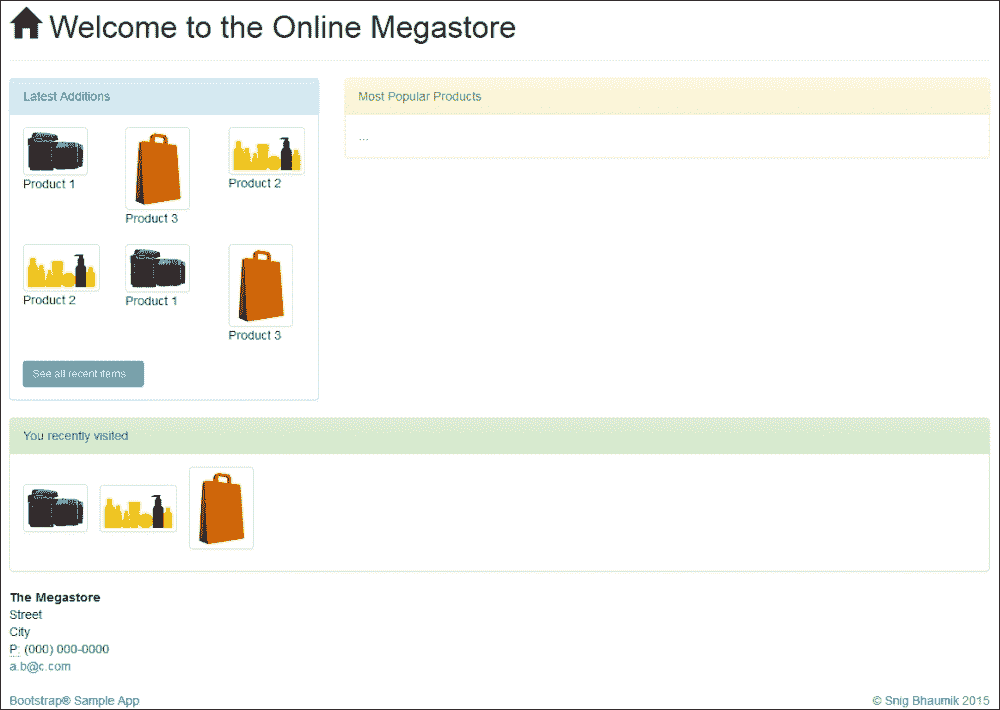 Welcome to the Online Megastore
Latest Additions
Product 1
Product 3
Product 2
Product 2
Product 1
Product 3
See all recent items
Most Popular Products
...
You recently visited
The Megastore
Street
City
P: (000) 000-0000
a.b@c.com
Bootstrap® Sample App
© Snig Bhaumik 2015